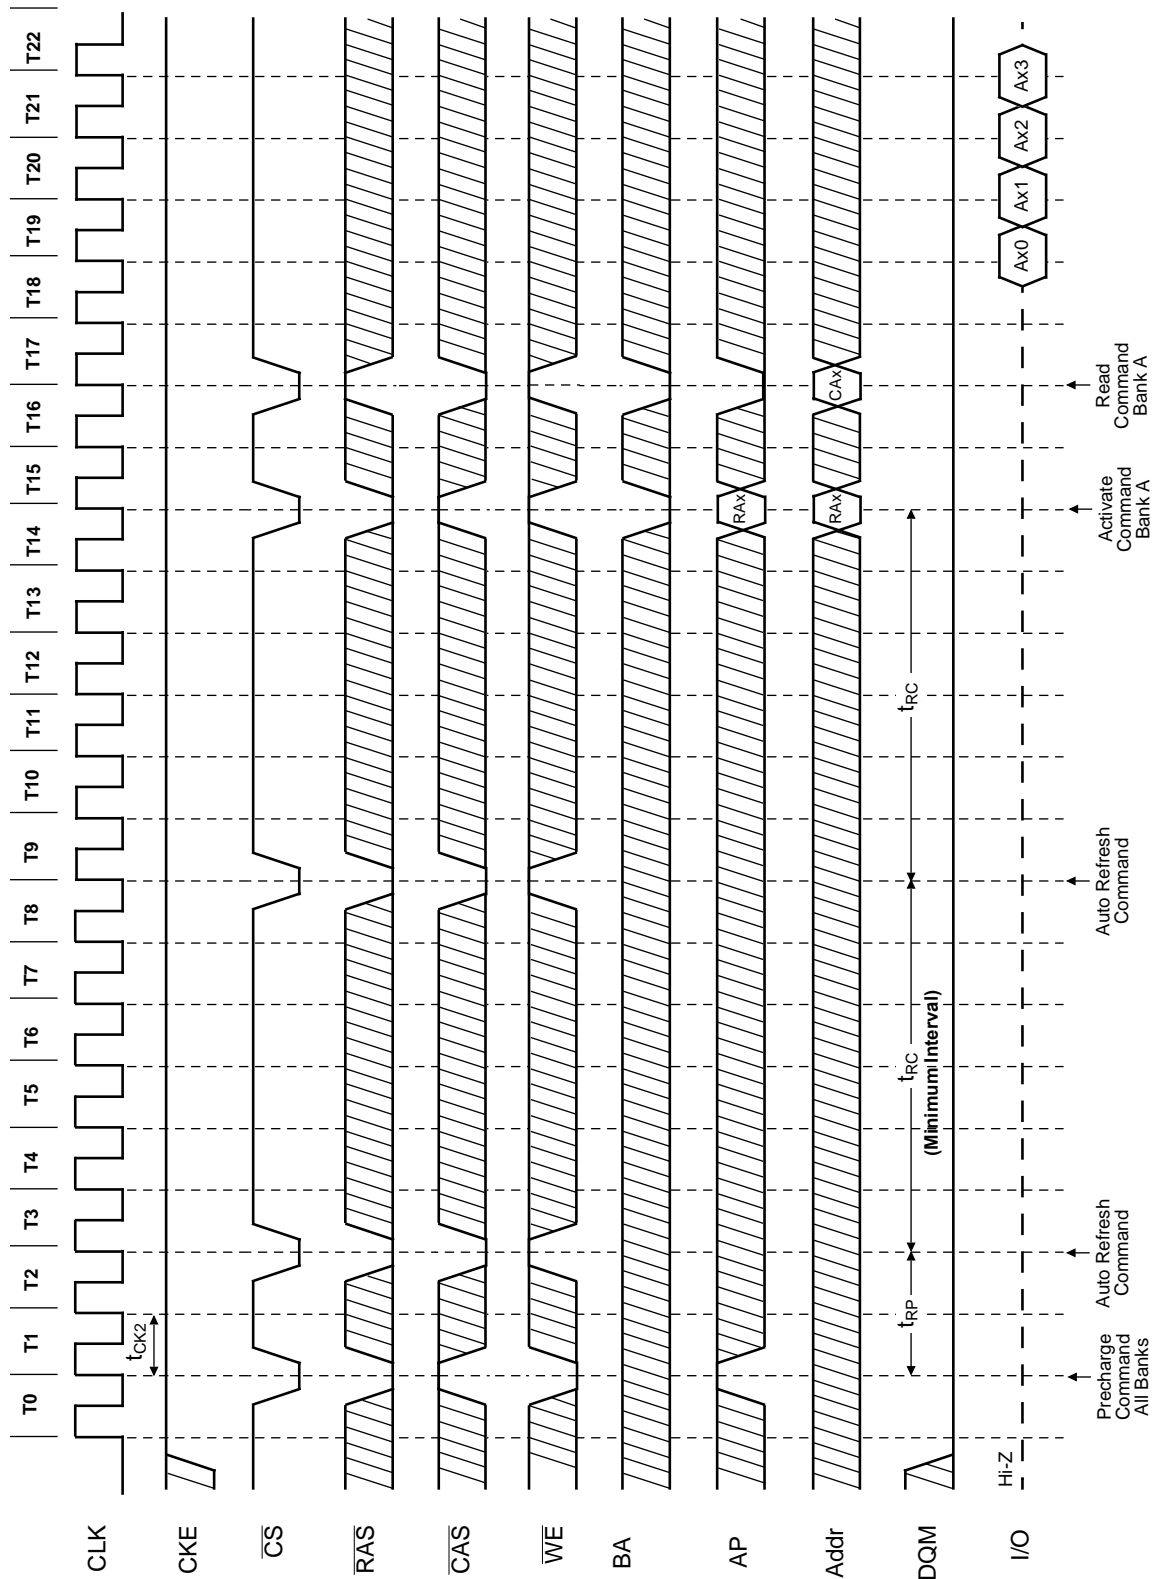 T0 T1 T2 T3 T4 T5 T6 T7 T8 T9 T10 T11 T12 T13 T14 T15 T16 T17 T18 T19 T20 T21 T22
CLK
tCK2
CKE
CS
RAS
CAS
WE
BA
AP
RAx
Addr
RAx CAx
tRP tRC tRC
DQM
(Minimum Interval)
Hi-Z
I/O
Ax0 Ax1 Ax2 Ax3
Precharge
Command
All Banks
Auto Refresh
Command
Auto Refresh
Command
Activate
Command
Bank A
Read
Command
Bank A